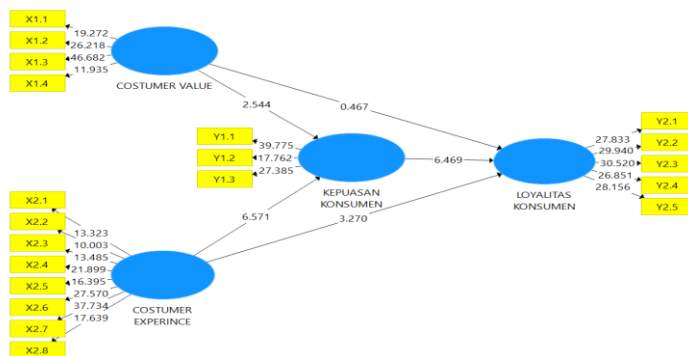 X1.1
X1.2
X1.3
X1.4
19.272
26.218
46.682
11.935
COSTUMER VALUE
2.544
0.467
Y1.1
Y1.2
Y1.3
39.775
17.762
27.385
KEPUASAN
KONSUMEN
6.469
27.833
29.940
30.520
26.851
28.156
Y2.1
Y2.2
Y2.3
Y2.4
Y2.5
LOYALITAS
KONSUMEN
6.571
3.270
X2.1
X2.2
X2.3
X2.4
X2.5
X2.6
X2.7
X2.8
13.323
10.003
13.485
21.899
16.395
27.570
37.734
17.639
COSTUMER
EXPERINCE